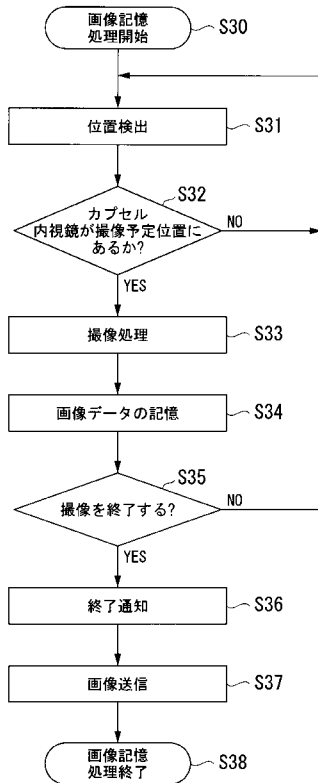 画像記憶
処理開始
S30
位置検出
S31
S32
カプセル
内視鏡が撮像予定位置に
あるか?
NO
YES
撮像処理
S33
画像データの記憶
S34
S35
撮像を終了する?
NO
YES
終了通知
S36
画像送信
S37
画像記憶
処理終了
S38